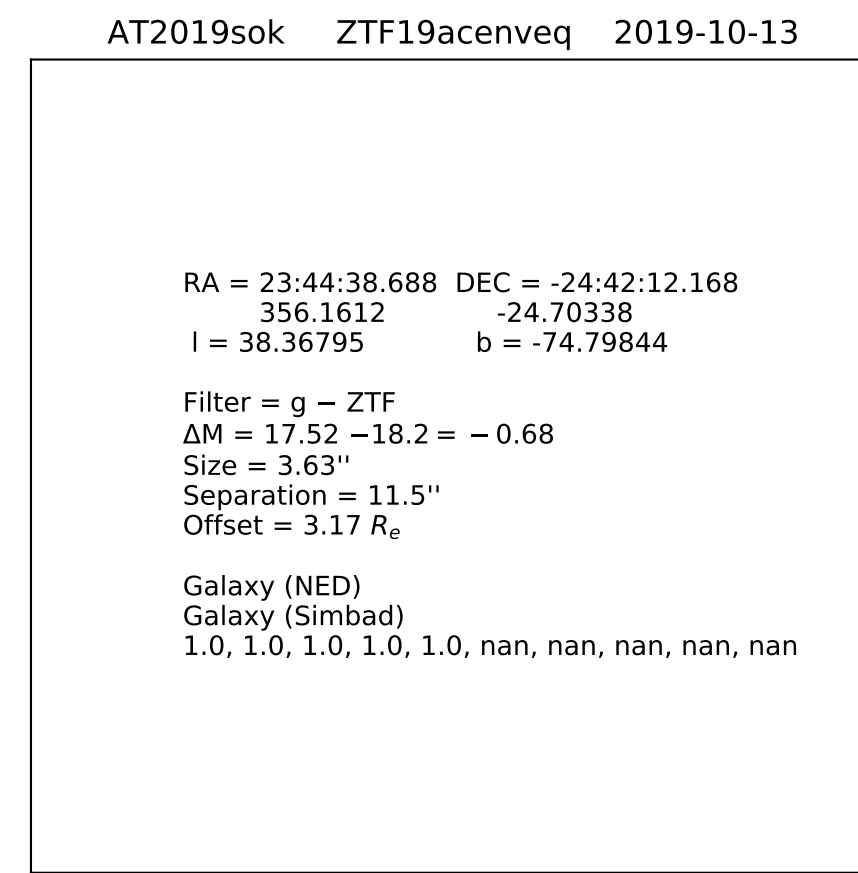 AT2019sok ZTF19acenveq 2019-10-13
RA = 23:44:38.688 DEC = -24:42:12.168
356.1612 -24.70338
l = 38.36795 b = -74.79844
Filter = g − ZTF
ΔM = 17.52 −18.2 = − 0.68
Size = 3.63''
Separation = 11.5''
Offset = 3.17 Rₑ
Galaxy (NED)
Galaxy (Simbad)
1.0, 1.0, 1.0, 1.0, 1.0, nan, nan, nan, nan, nan